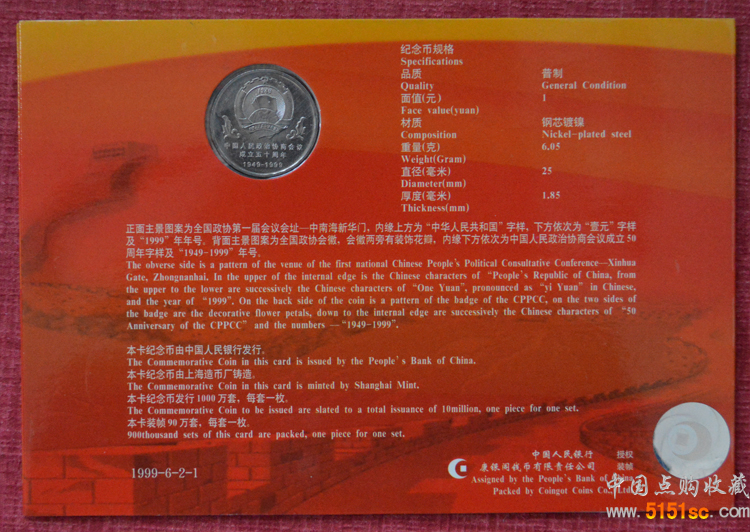 纪念币规格
Specifications
品质 普制
Quality General Condition
面值(元) 1
Face value(yuan)
材质 钢芯镀镍
Composition Nickel-plated steel
重量(克) 6.05
Weight(Gram)
直径(毫米) 25
Diameter(mm)
厚度(毫米) 1.85
Thickness(mm)
中国人民政治协商会议
成立五十周年
1949-1999
正面主景图案为全国政协第一届会议会址—中南海新华门，内缘上方为“中华人民共和国”字样，下方依次为“壹元”字样
及“1999”年年号。背面主景图案为全国政协会徽，会徽两旁有装饰花瓣，内缘下方依次为中国人民政治协商会议成立50
周年字样及“1949-1999”年号。
The obverse side is a pattern of the venue of the first national Chinese People's Political Consultative Conference—Xinhua
Gate, Zhongnanhai. In the upper of the internal edge is the Chinese characters of “People's Republic of China, from
the upper to the lower are successively the Chinese characters of “One Yuan”, pronounced as “yi Yuan” in Chinese,
and the year of “1999”. On the back side of the coin is a pattern of the badge of the CPPCC, on the two sides of
the badge are the decorative flower petals, down to the internal edge are successively the Chinese characters of “50
Anniversary of the CPPCC” and the numbers —“1949-1999”.
本卡纪念币由中国人民银行发行。
The Commemorative Coin in this card is issued by the People's Bank of China.
本卡纪念币由上海造币厂铸造。
The Commemorative Coin in this card is minted by Shanghai Mint.
本卡纪念币发行1000万套，每套一枚。
The Commemorative Coin to be issued are slated to a total issuance of 10million, one piece for one set.
本卡装帧90万套，每套一枚。
900thousand sets of this card are packed, one piece for one set.
1999-6-2-1
中国人民银行 授权
康银阁钱币有限责任公司 装帧
Assigned by the People's Bank of China
Packed by Coingot Coins Co., Ltd.
中国点购收藏
www.5151sc.com